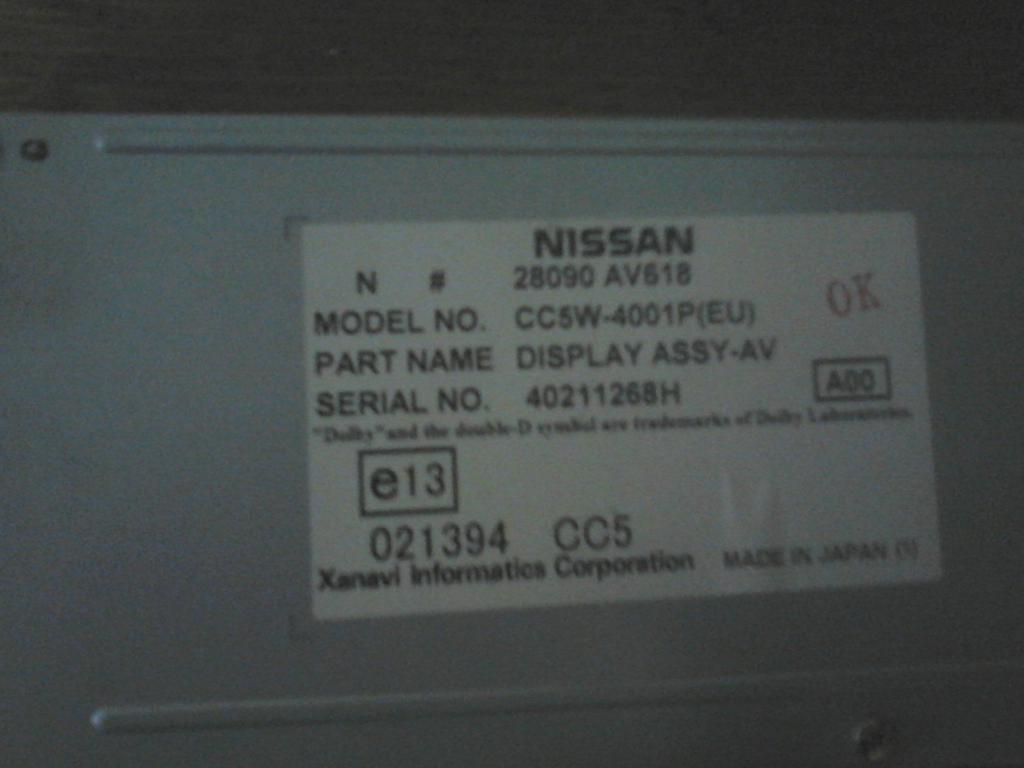 NISSAN
N # 28090 AV618
OK
MODEL NO. CC5W-4001P(EU)
PART NAME DISPLAY ASSY-AV
SERIAL NO. 40211268H
A00
"Dolby" and the double-D symbol are trademarks of Dolby Laboratories.
e13
021394 CC5
Xanavi Informatics Corporation MADE IN JAPAN (1)